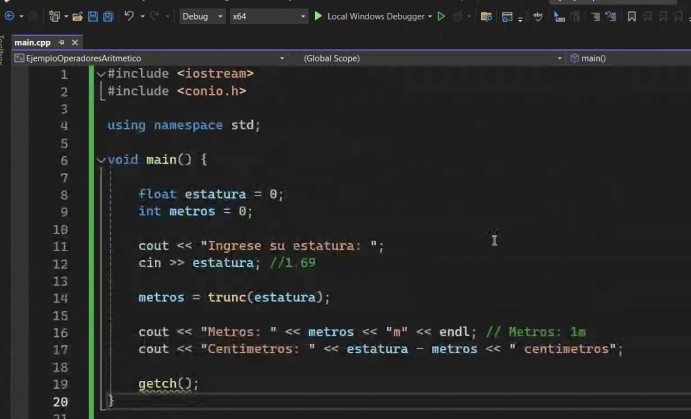 Debug x64 Local Windows Debugger
Toolbox
main.cpp
EjemploOperadoresAritmetico (Global Scope) main()
1 #include <iostream>
2 #include <conio.h>
3
4 using namespace std;
5
6 void main() {
7
8 float estatura = 0;
9 int metros = 0;
10
11 cout << "Ingrese su estatura: ";
12 cin >> estatura; //1.69
13
14 metros = trunc(estatura);
15
16 cout << "Metros: " << metros << "m" << endl; // Metros: 1m
17 cout << "Centimetros: " << estatura - metros << " centimetros";
18
19 getch();
20 }
21